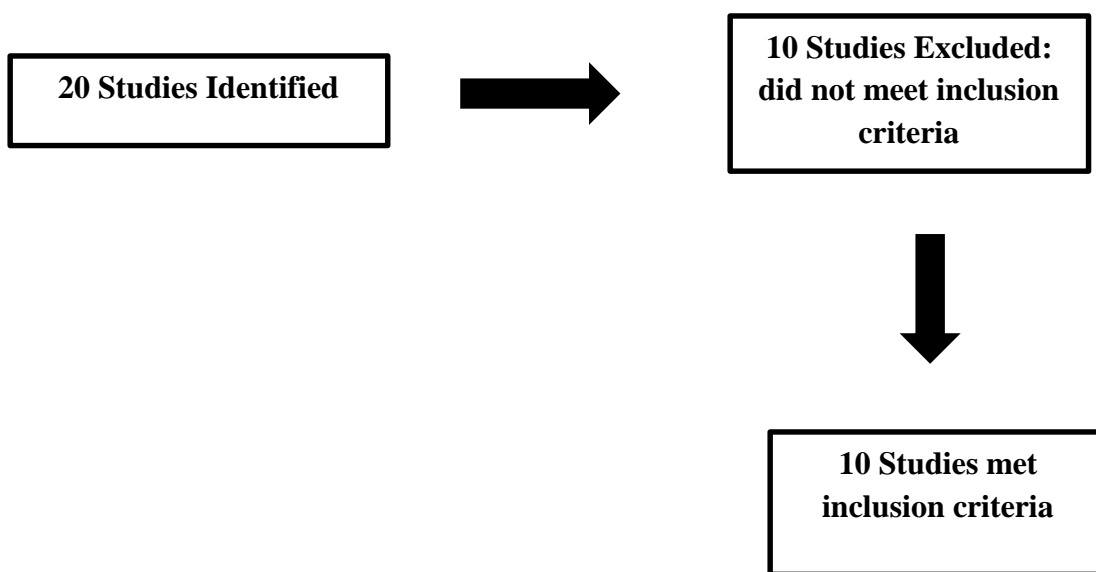 20 Studies Identified
10 Studies Excluded:
did not meet inclusion
criteria
10 Studies met
inclusion criteria